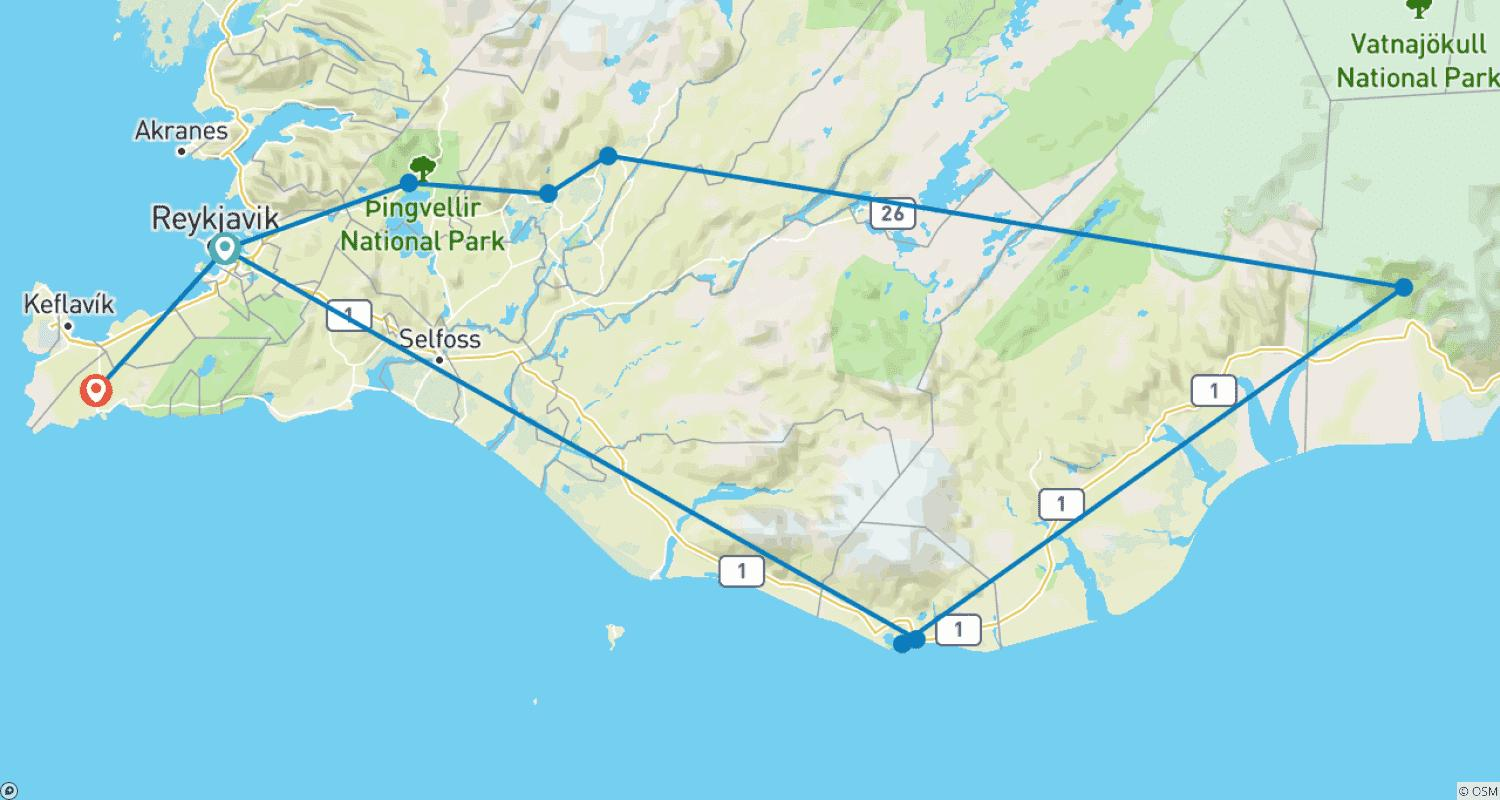 Vatnajökull
National Park
Akranes
Þingvellir
National Park
Reykjavik
26
Keflavík
1
Selfoss
1
1
1
1
© OSM